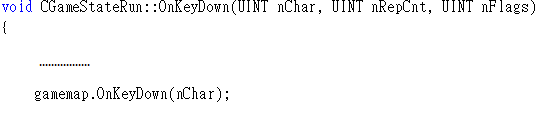 void CGameStateRun::OnKeyDown(UINT nChar, UINT nRepCnt, UINT nFlags)
{
………………
gamemap.OnKeyDown(nChar);